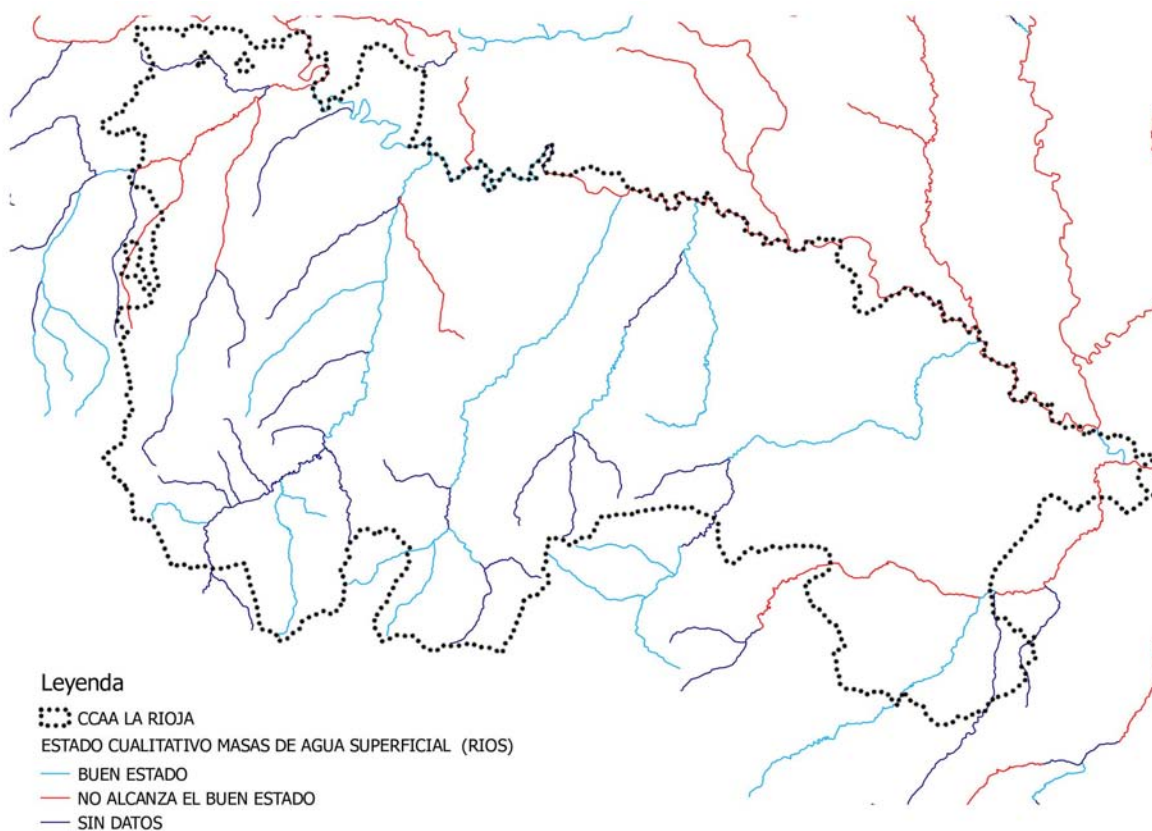 Leyenda
CCAA LA RIOJA
ESTADO CUALITATIVO MASAS DE AGUA SUPERFICIAL (RIOS)
BUEN ESTADO
NO ALCANZA EL BUEN ESTADO
SIN DATOS